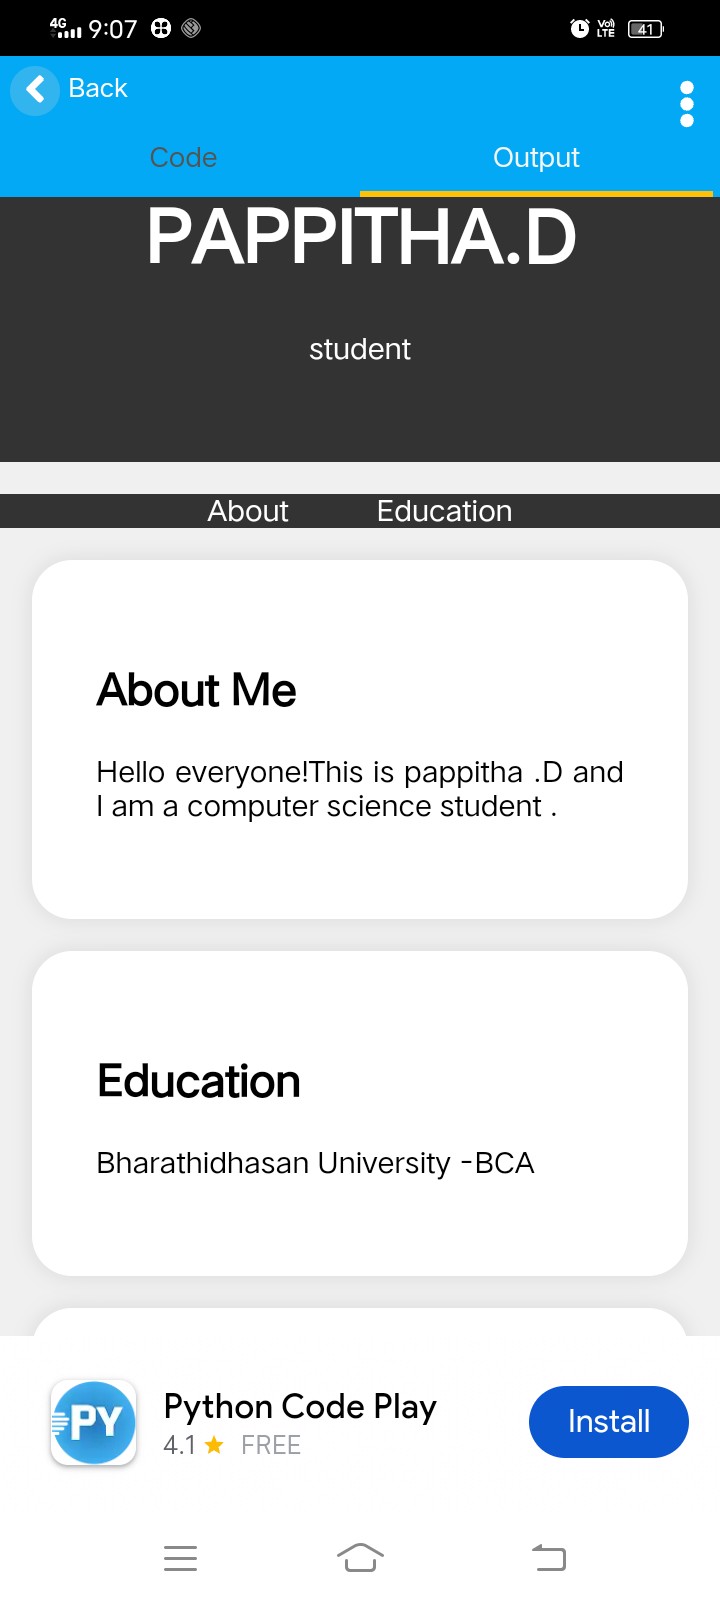 4G 9:07 Vo) LTE 41
Back
Code Output
PAPPITHA.D
student
About Education
About Me
Hello everyone!This is pappitha .D and
I am a computer science student .
Education
Bharathidhasan University -BCA
PY
Python Code Play
4.1 ★ FREE
Install